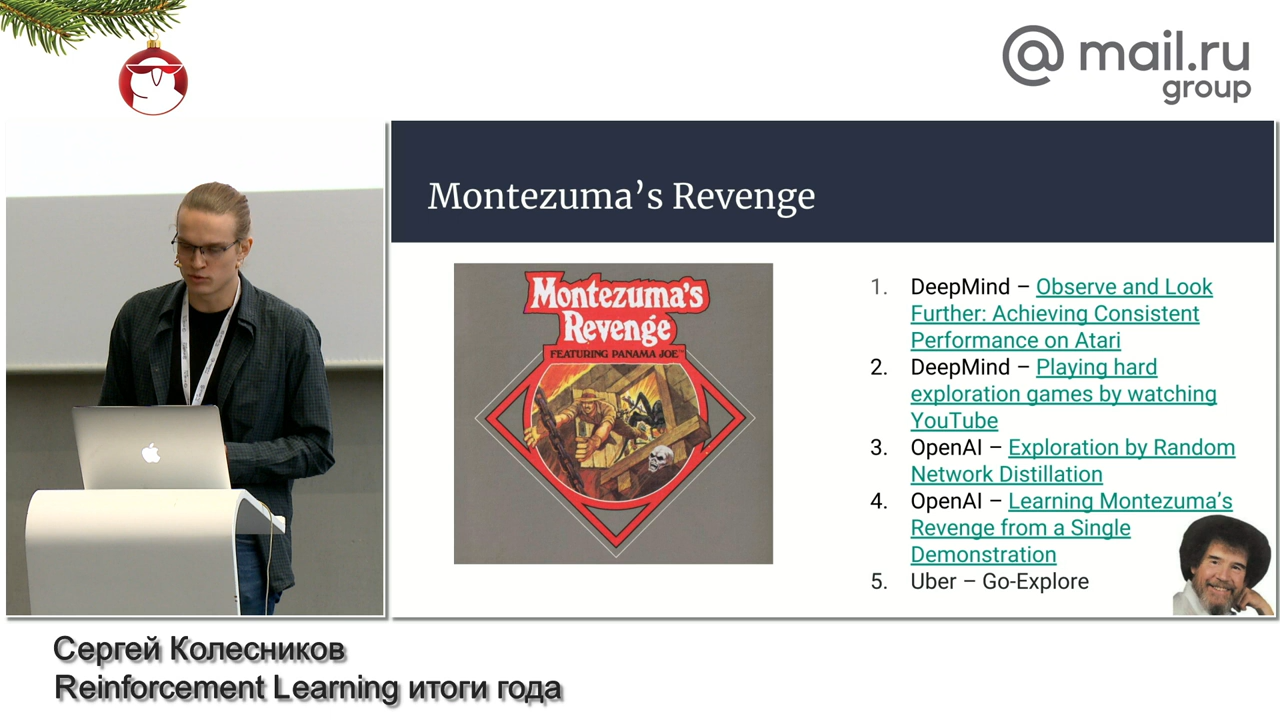 @ mail.ru
group
Montezuma's Revenge
Montezuma's
Revenge
FEATURING PANAMA JOE™
1. DeepMind – Observe and Look
Further: Achieving Consistent
Performance on Atari
2. DeepMind – Playing hard
exploration games by watching
YouTube
3. OpenAI – Exploration by Random
Network Distillation
4. OpenAI – Learning Montezuma's
Revenge from a Single
Demonstration
5. Uber – Go-Explore
Сергей Колесников
Reinforcement Learning итоги года